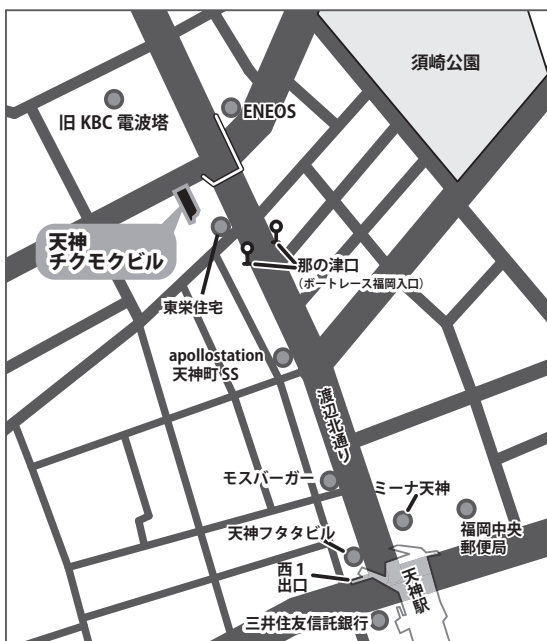 須崎公園
旧 KBC 電波塔
ENEOS
天神
チクモクビル
那の津口
（ボートレース福岡入口）
東栄住宅
apollostation
天神町 SS
渡辺北通り
モスバーガー
ミーナ天神
福岡中央
郵便局
天神フタタビル
西 1
出口
天神駅
三井住友信託銀行